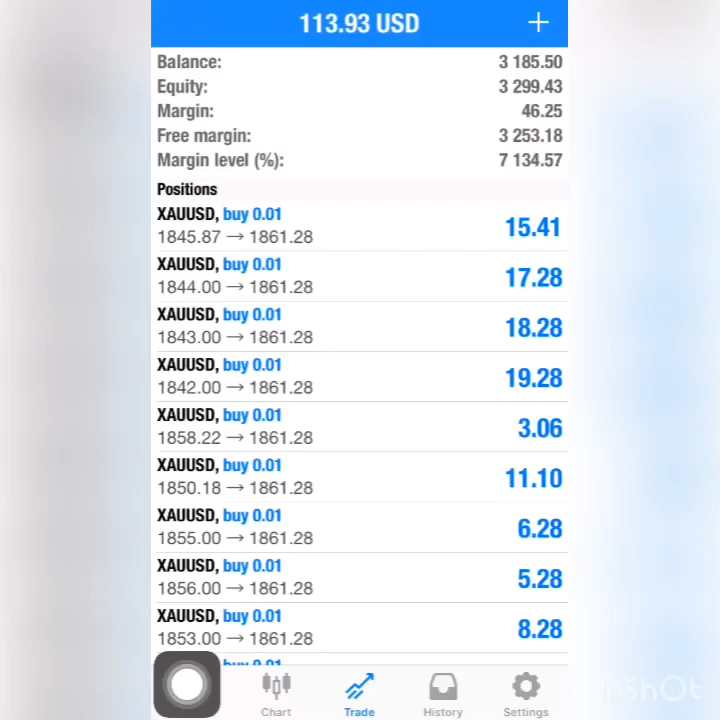 113.93 USD +
Balance: 3 185.50
Equity: 3 299.43
Margin: 46.25
Free margin: 3 253.18
Margin level (%): 7 134.57
Positions
XAUUSD, buy 0.01
1845.87 → 1861.28 15.41
XAUUSD, buy 0.01
1844.00 → 1861.28 17.28
XAUUSD, buy 0.01
1843.00 → 1861.28 18.28
XAUUSD, buy 0.01
1842.00 → 1861.28 19.28
XAUUSD, buy 0.01
1858.22 → 1861.28 3.06
XAUUSD, buy 0.01
1850.18 → 1861.28 11.10
XAUUSD, buy 0.01
1855.00 → 1861.28 6.28
XAUUSD, buy 0.01
1856.00 → 1861.28 5.28
XAUUSD, buy 0.01
1853.00 → 1861.28 8.28
Chart Trade History Settings
InShOt